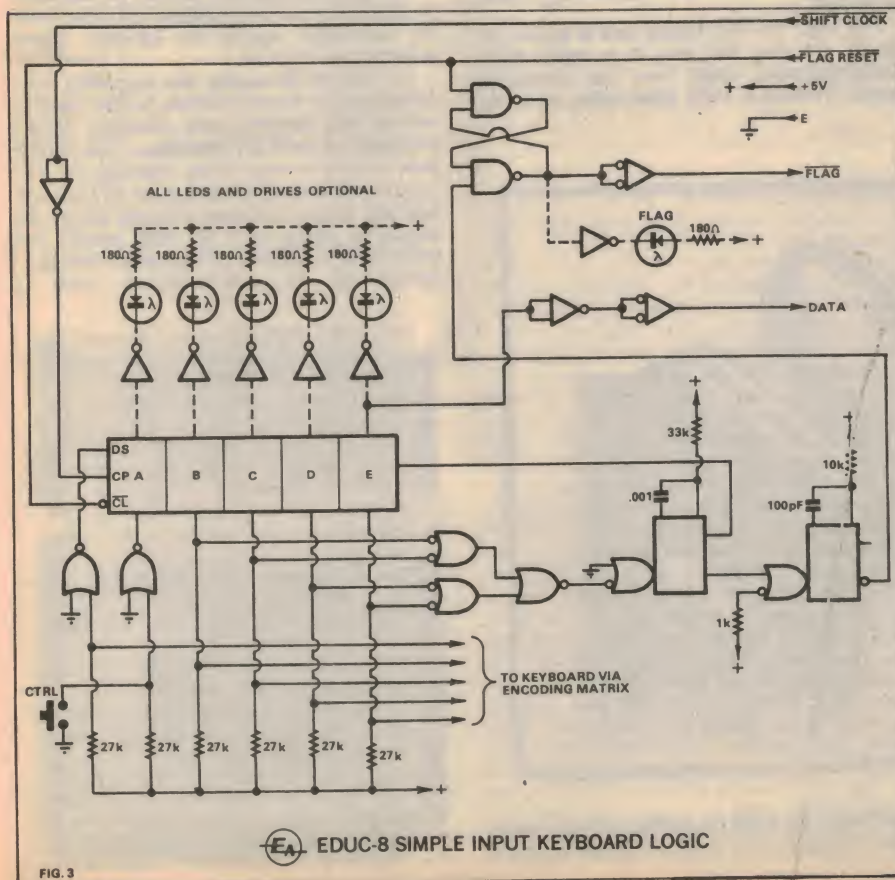 SHIFT CLOCK
FLAG RESET
+ +5V
E
FLAG
ALL LEDS AND DRIVES OPTIONAL
+
180Ω 180Ω 180Ω 180Ω 180Ω
λ λ λ λ λ
FLAG
180Ω
λ
+
DATA
+
33k
+
10k
.001
100pF
DS
CP A B C D E
CL
1k
+
TO KEYBOARD VIA
ENCODING MATRIX
CTRL
27k 27k 27k 27k 27k 27k
+
EA EDUC-8 SIMPLE INPUT KEYBOARD LOGIC
FIG. 3